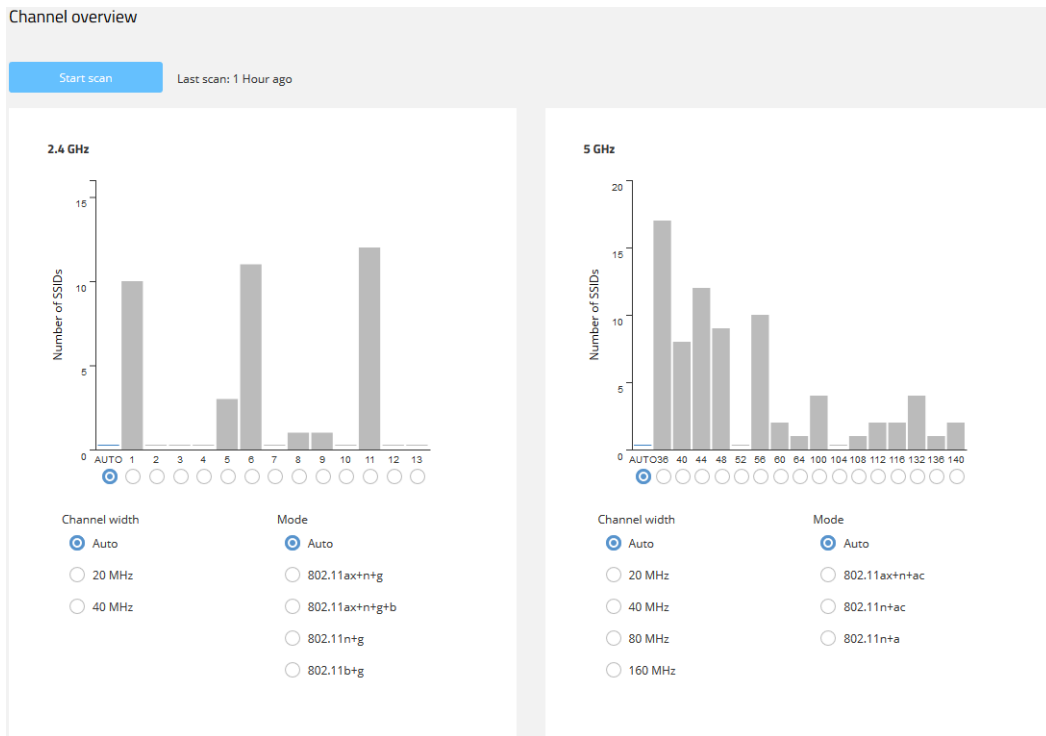 Channel overview
Start scan
Last scan: 1 Hour ago
2.4 GHz
Number of SSIDs
15
10
5
0
AUTO 1 2 3 4 5 6 7 8 9 10 11 12 13
Channel width
Auto
20 MHz
40 MHz
Mode
Auto
802.11ax+n+g
802.11ax+n+g+b
802.11n+g
802.11b+g
5 GHz
Number of SSIDs
20
15
10
5
0
AUTO 36 40 44 48 52 56 60 64 100 104 108 112 116 132 136 140
Channel width
Auto
20 MHz
40 MHz
80 MHz
160 MHz
Mode
Auto
802.11ax+n+ac
802.11n+ac
802.11n+a